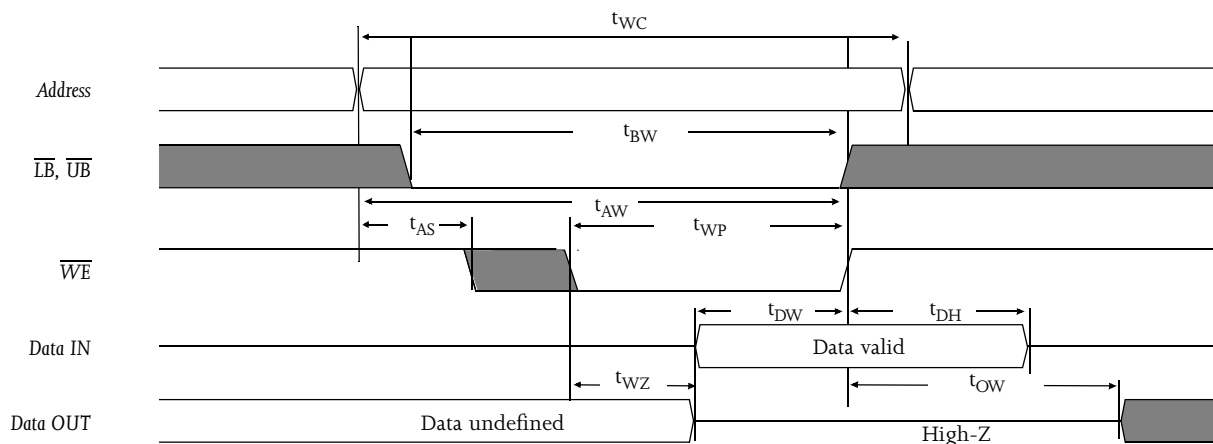 tWC
Address
tBW
LB, UB
tAW
tAS
tWP
WE
tDW
tDH
Data IN
Data valid
tWZ
tOW
Data OUT
Data undefined
High-Z